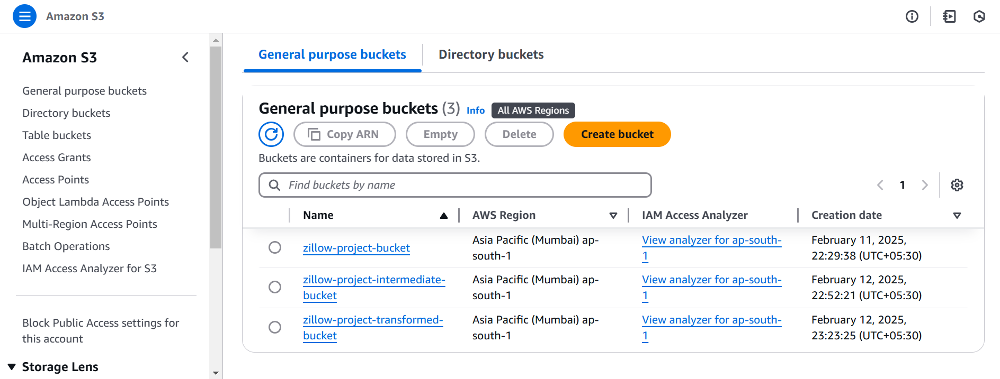 Amazon S3
Amazon S3
General purpose buckets
Directory buckets
Table buckets
Access Grants
Access Points
Object Lambda Access Points
Multi-Region Access Points
Batch Operations
IAM Access Analyzer for S3
Block Public Access settings for
this account
Storage Lens
General purpose buckets
Directory buckets
General purpose buckets (3) Info All AWS Regions
Copy ARN
Empty
Delete
Create bucket
Buckets are containers for data stored in S3.
Find buckets by name
1
Name
AWS Region
IAM Access Analyzer
Creation date
zillow-project-bucket
Asia Pacific (Mumbai) ap-
south-1
View analyzer for ap-south-
1
February 11, 2025,
22:29:38 (UTC+05:30)
zillow-project-intermediate-
bucket
Asia Pacific (Mumbai) ap-
south-1
View analyzer for ap-south-
1
February 12, 2025,
22:52:21 (UTC+05:30)
zillow-project-transformed-
bucket
Asia Pacific (Mumbai) ap-
south-1
View analyzer for ap-south-
1
February 12, 2025,
23:23:25 (UTC+05:30)